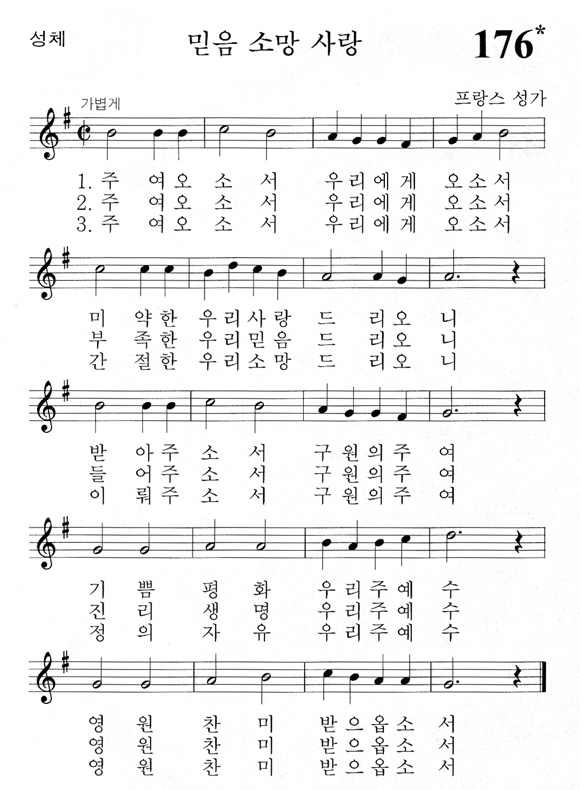 성체 믿음 소망 사랑 176*
가볍게 프랑스 성가
1. 주 여 오 소 서 우 리 에 게 오 소 서
2. 주 여 오 소 서 우 리 에 게 오 소 서
3. 주 여 오 소 서 우 리 에 게 오 소 서
미 약 한 우 리 사 랑 드 리 오 니
부 족 한 우 리 믿 음 드 리 오 니
간 절 한 우 리 소 망 드 리 오 니
받 아 주 소 서 구 원 의 주 여
들 어 주 소 서 구 원 의 주 여
이 뤄 주 소 서 구 원 의 주 여
기 쁨 평 화 우 리 주 예 수
진 리 생 명 우 리 주 예 수
정 의 자 유 우 리 주 예 수
영 원 찬 미 받 으 옵 소 서
영 원 찬 미 받 으 옵 소 서
영 원 찬 미 받 으 옵 소 서